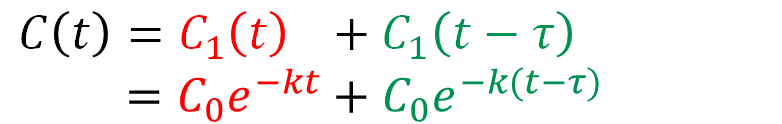 C(t) = C₁(t) + C₁(t − τ)
= C₀e^{−kt} + C₀e^{−k(t−τ)}